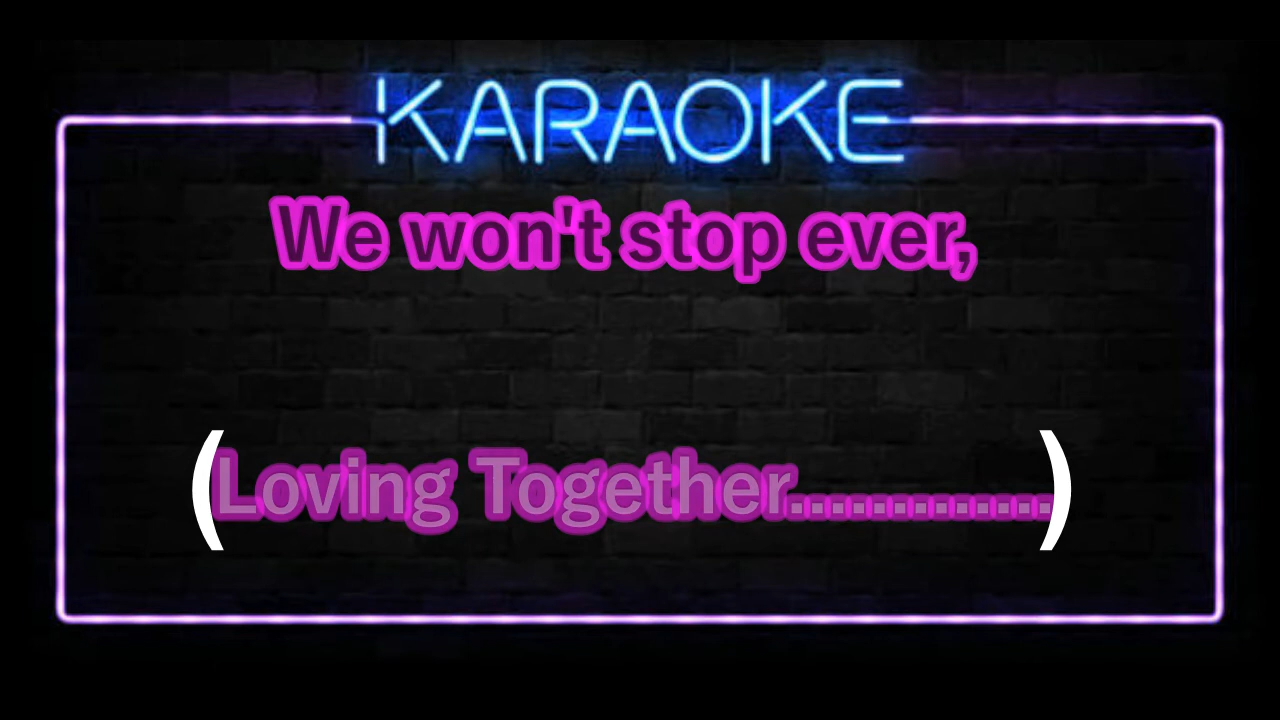 KARAOKE
We won't stop ever,
(Loving Together.............)